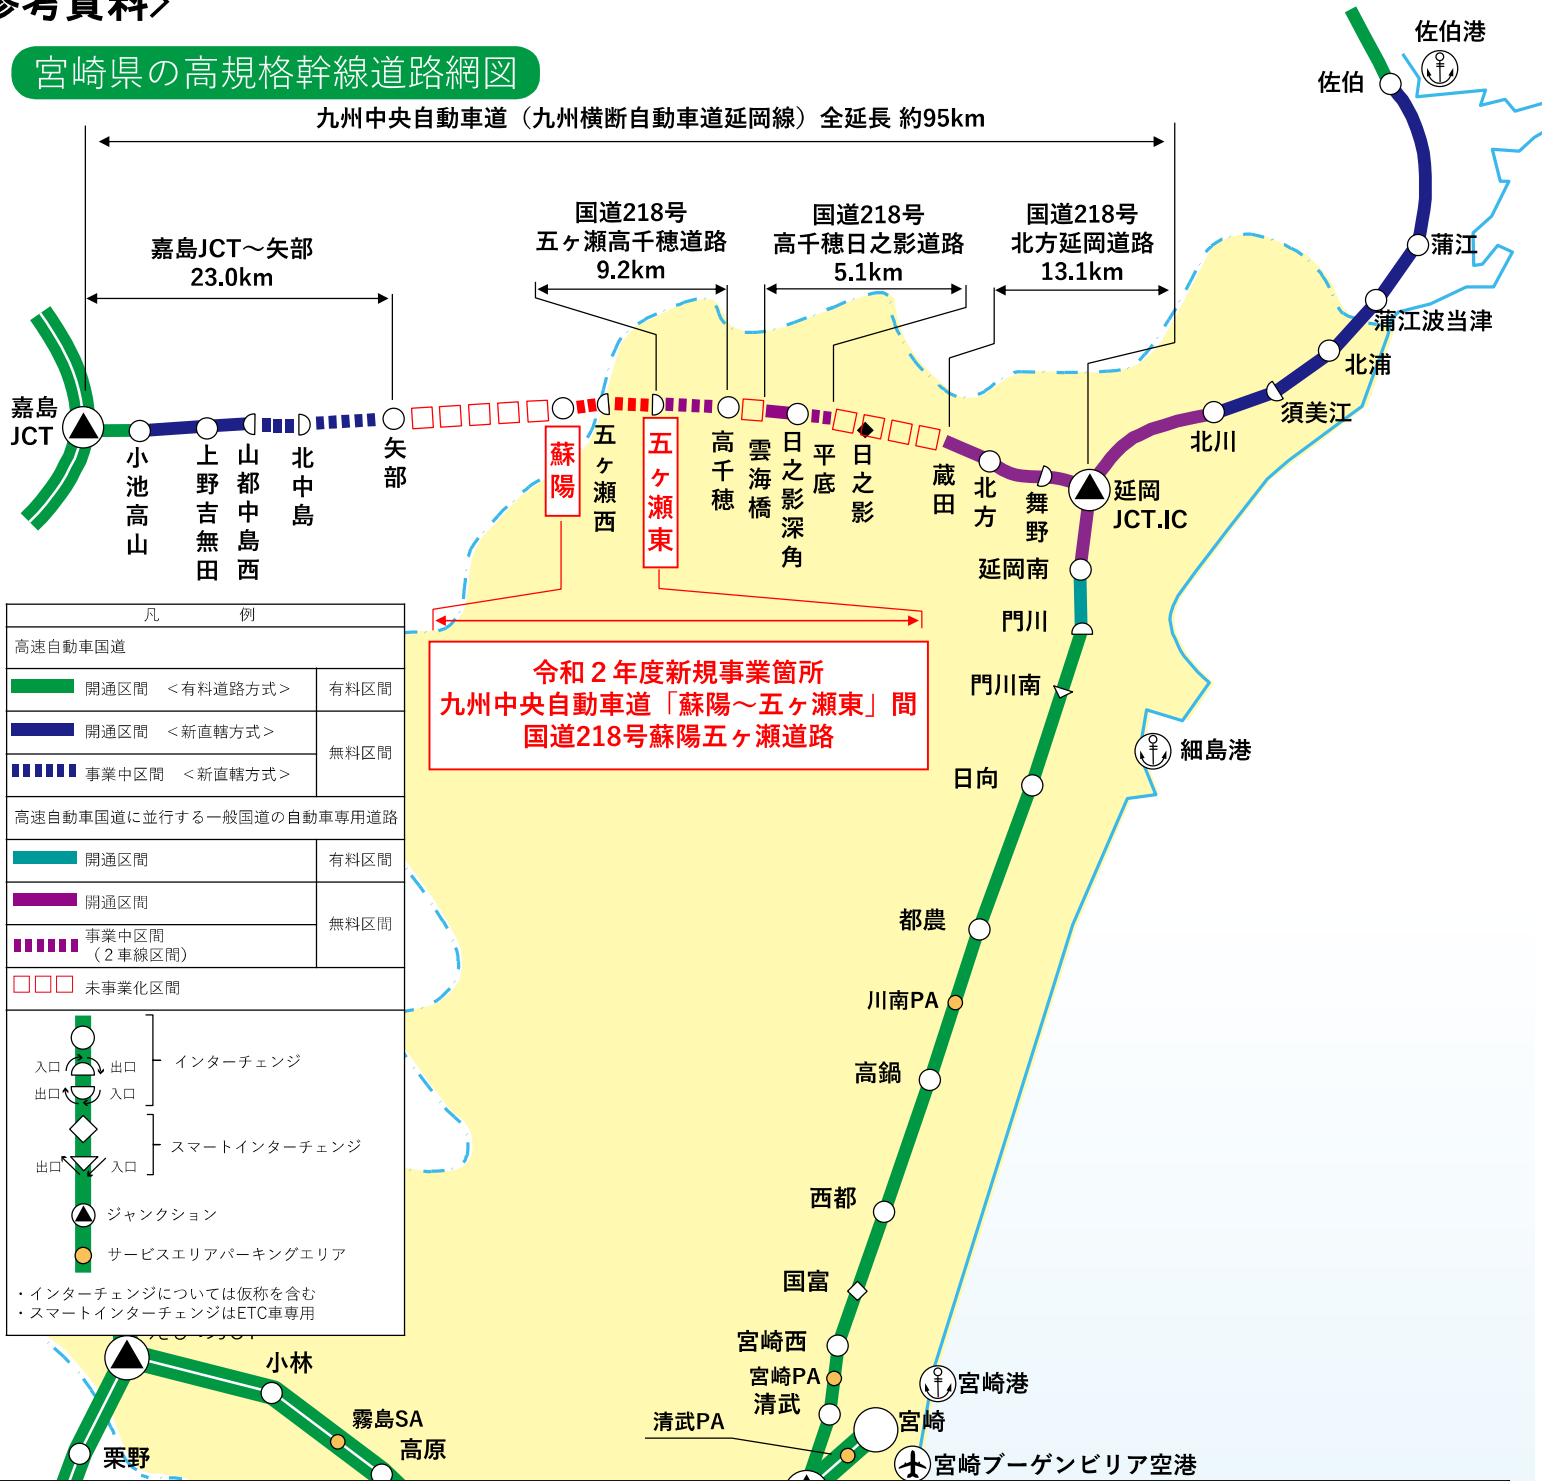 参考資料>
宮崎県の高規格幹線道路網図
九州中央自動車道（九州横断自動車道延岡線）全延長 約95km
嘉島JCT～矢部
23.0km
国道218号
五ヶ瀬高千穂道路
9.2km
国道218号
高千穂日之影道路
5.1km
国道218号
北方延岡道路
13.1km
佐伯港
佐伯
蒲江
蒲江波当津
北浦
須美江
北川
嘉島
JCT
小池高山
上野吉無田
山都中島西
北中島
矢部
蘇陽
五ヶ瀬西
五ヶ瀬東
高千穂
雲海橋
日之影深角
平底
日之影
蔵田
北方
舞野
延岡
JCT.IC
延岡南
門川
門川南
日向
細島港
都農
川南PA
高鍋
西都
国富
宮崎西
宮崎PA
清武
清武PA
宮崎
宮崎港
宮崎ブーゲンビリア空港
令和２年度新規事業箇所
九州中央自動車道「蘇陽～五ヶ瀬東」間
国道218号蘇陽五ヶ瀬道路
凡例
高速自動車国道
開通区間 ＜有料道路方式＞ 有料区間
開通区間 ＜新直轄方式＞
無料区間
事業中区間 ＜新直轄方式＞
高速自動車国道に並行する一般国道の自動車専用道路
開通区間 有料区間
開通区間
無料区間
事業中区間
（２車線区間）
未事業化区間
インターチェンジ
入口 出口
出口 入口
スマートインターチェンジ
出口 入口
ジャンクション
サービスエリアパーキングエリア
・インターチェンジについては仮称を含む
・スマートインターチェンジはETC車専用
小林
霧島SA
高原
栗野